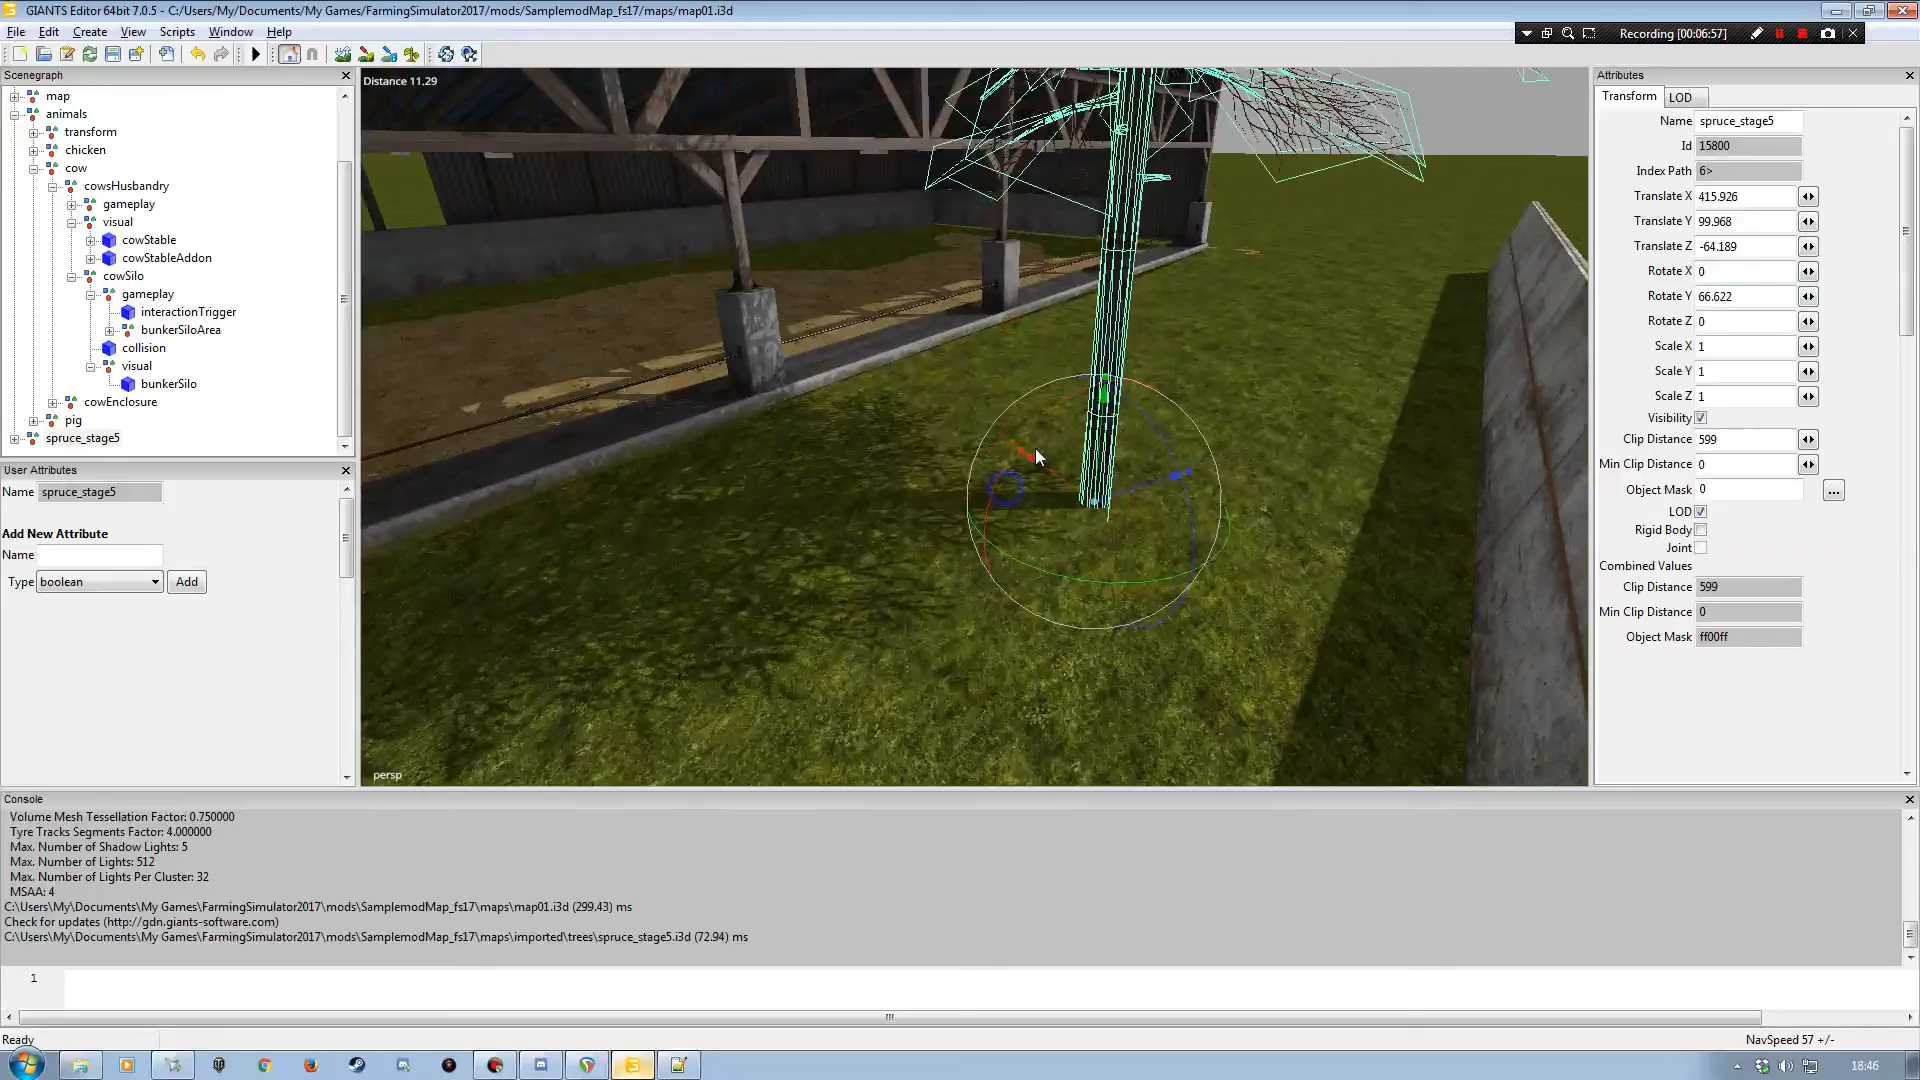 GIANTS Editor 64bit 7.0.5 - C:/Users/My/Documents/My Games/FarmingSimulator2017/mods/SamplemodMap_fs17/maps/map01.i3d
File Edit Create View Scripts Window Help
Recording [00:06:57]
Scenegraph
map
animals
transform
chicken
cow
cowsHusbandry
gameplay
visual
cowStable
cowStableAddon
cowSilo
gameplay
interactionTrigger
bunkerSiloArea
collision
visual
bunkerSilo
cowEnclosure
pig
spruce_stage5
User Attributes
Name spruce_stage5
Add New Attribute
Name
Type boolean Add
Distance 11.29
persp
Attributes
Transform LOD
Name spruce_stage5
Id 15800
Index Path 6>
Translate X 415.926
Translate Y 99.968
Translate Z -64.189
Rotate X 0
Rotate Y 66.622
Rotate Z 0
Scale X 1
Scale Y 1
Scale Z 1
Visibility
Clip Distance 599
Min Clip Distance 0
Object Mask 0 ...
LOD
Rigid Body
Joint
Combined Values
Clip Distance 599
Min Clip Distance 0
Object Mask ff00ff
Console
Volume Mesh Tessellation Factor: 0.750000
Tyre Tracks Segments Factor: 4.000000
Max. Number of Shadow Lights: 5
Max. Number of Lights: 512
Max. Number of Lights Per Cluster: 32
MSAA: 4
C:\Users\My\Documents\My Games\FarmingSimulator2017\mods\SamplemodMap_fs17\maps\map01.i3d (299.43) ms
Check for updates (http://gdn.giants-software.com)
C:\Users\My\Documents\My Games\FarmingSimulator2017\mods\SamplemodMap_fs17\maps\imported\trees\spruce_stage5.i3d (72.94) ms
1
Ready
NavSpeed 57 +/-
18:46